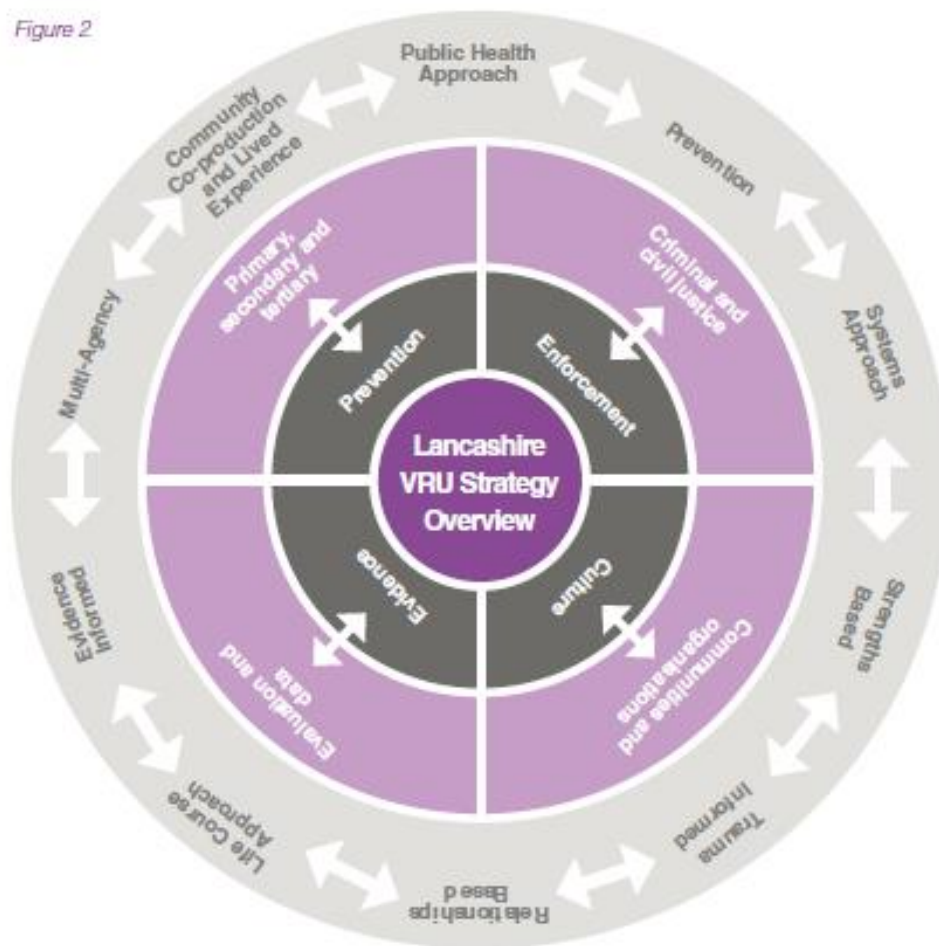 Figure 2
Public Health
Approach
Prevention
Systems
Approach
Strengths
Based
Trauma
Informed
Relationships
Based
Life Course
Approach
Evidence
Informed
Multi-Agency
Community
Co-production
and Lived
Experience
Primary,
secondary and
tertiary
Criminal and
civil justice
Communities and
organisations
Evaluation and
data
Prevention
Enforcement
Culture
Evidence
Lancashire
VRU Strategy
Overview